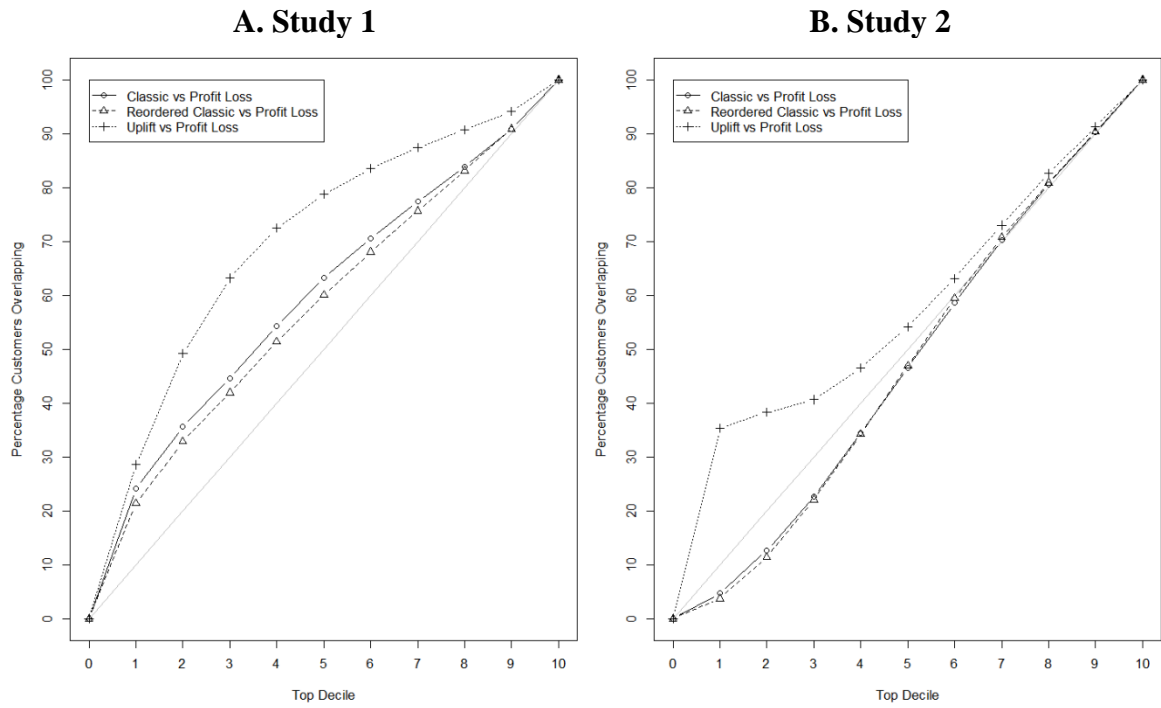 A. Study 1
Classic vs Profit Loss
Reordered Classic vs Profit Loss
Uplift vs Profit Loss
Percentage Customers Overlapping
100
90
80
70
60
50
40
30
20
10
0
0 1 2 3 4 5 6 7 8 9 10
Top Decile
B. Study 2
Classic vs Profit Loss
Reordered Classic vs Profit Loss
Uplift vs Profit Loss
Percentage Customers Overlapping
100
90
80
70
60
50
40
30
20
10
0
0 1 2 3 4 5 6 7 8 9 10
Top Decile